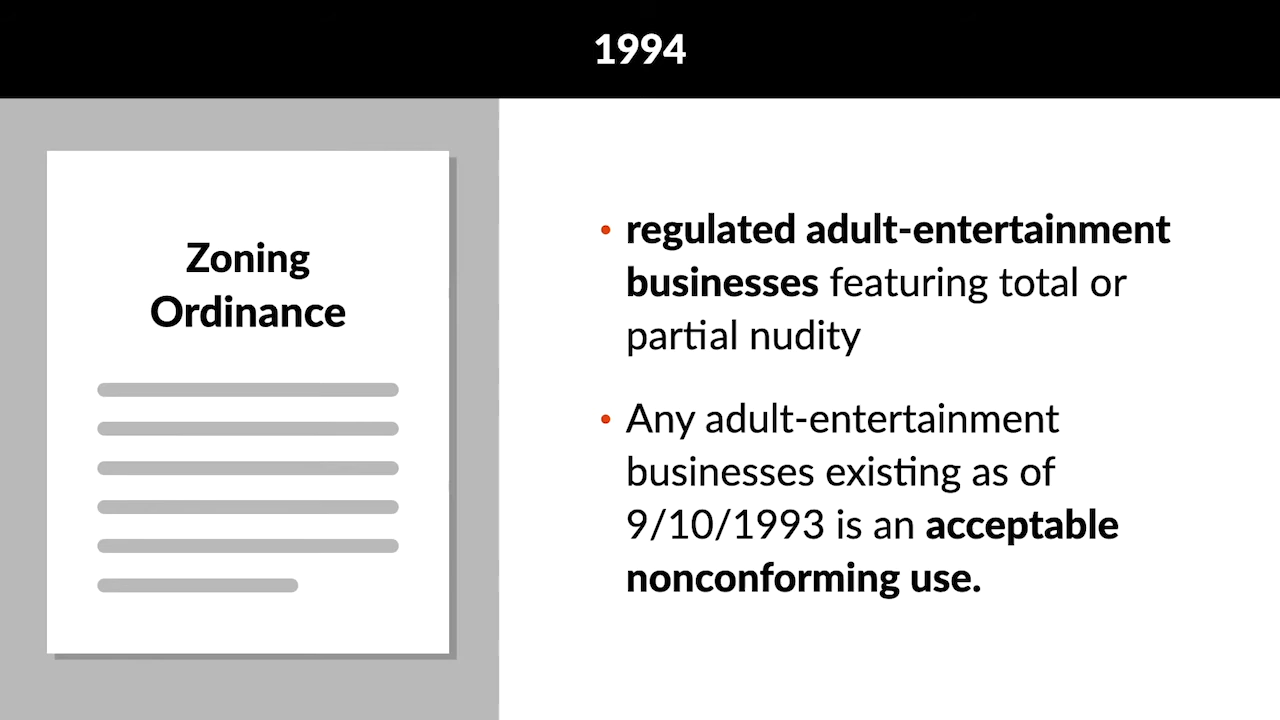 1994
Zoning
Ordinance
• regulated adult-entertainment
businesses featuring total or
partial nudity
• Any adult-entertainment
businesses existing as of
9/10/1993 is an acceptable
nonconforming use.